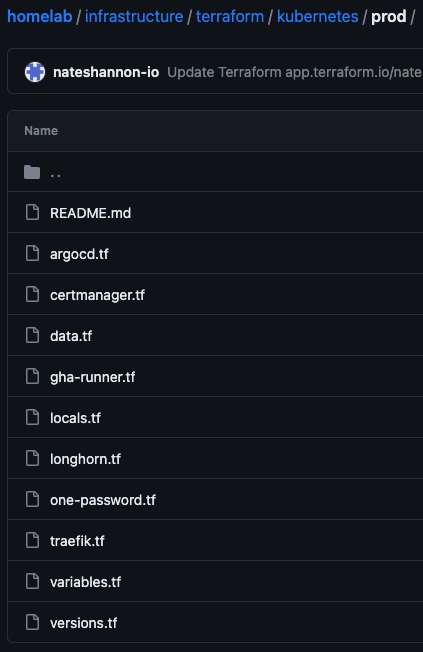 homelab / infrastructure / terraform / kubernetes / prod /
nateshannon-io Update Terraform app.terraform.io/nate
Name
..
README.md
argocd.tf
certmanager.tf
data.tf
gha-runner.tf
locals.tf
longhorn.tf
one-password.tf
traefik.tf
variables.tf
versions.tf